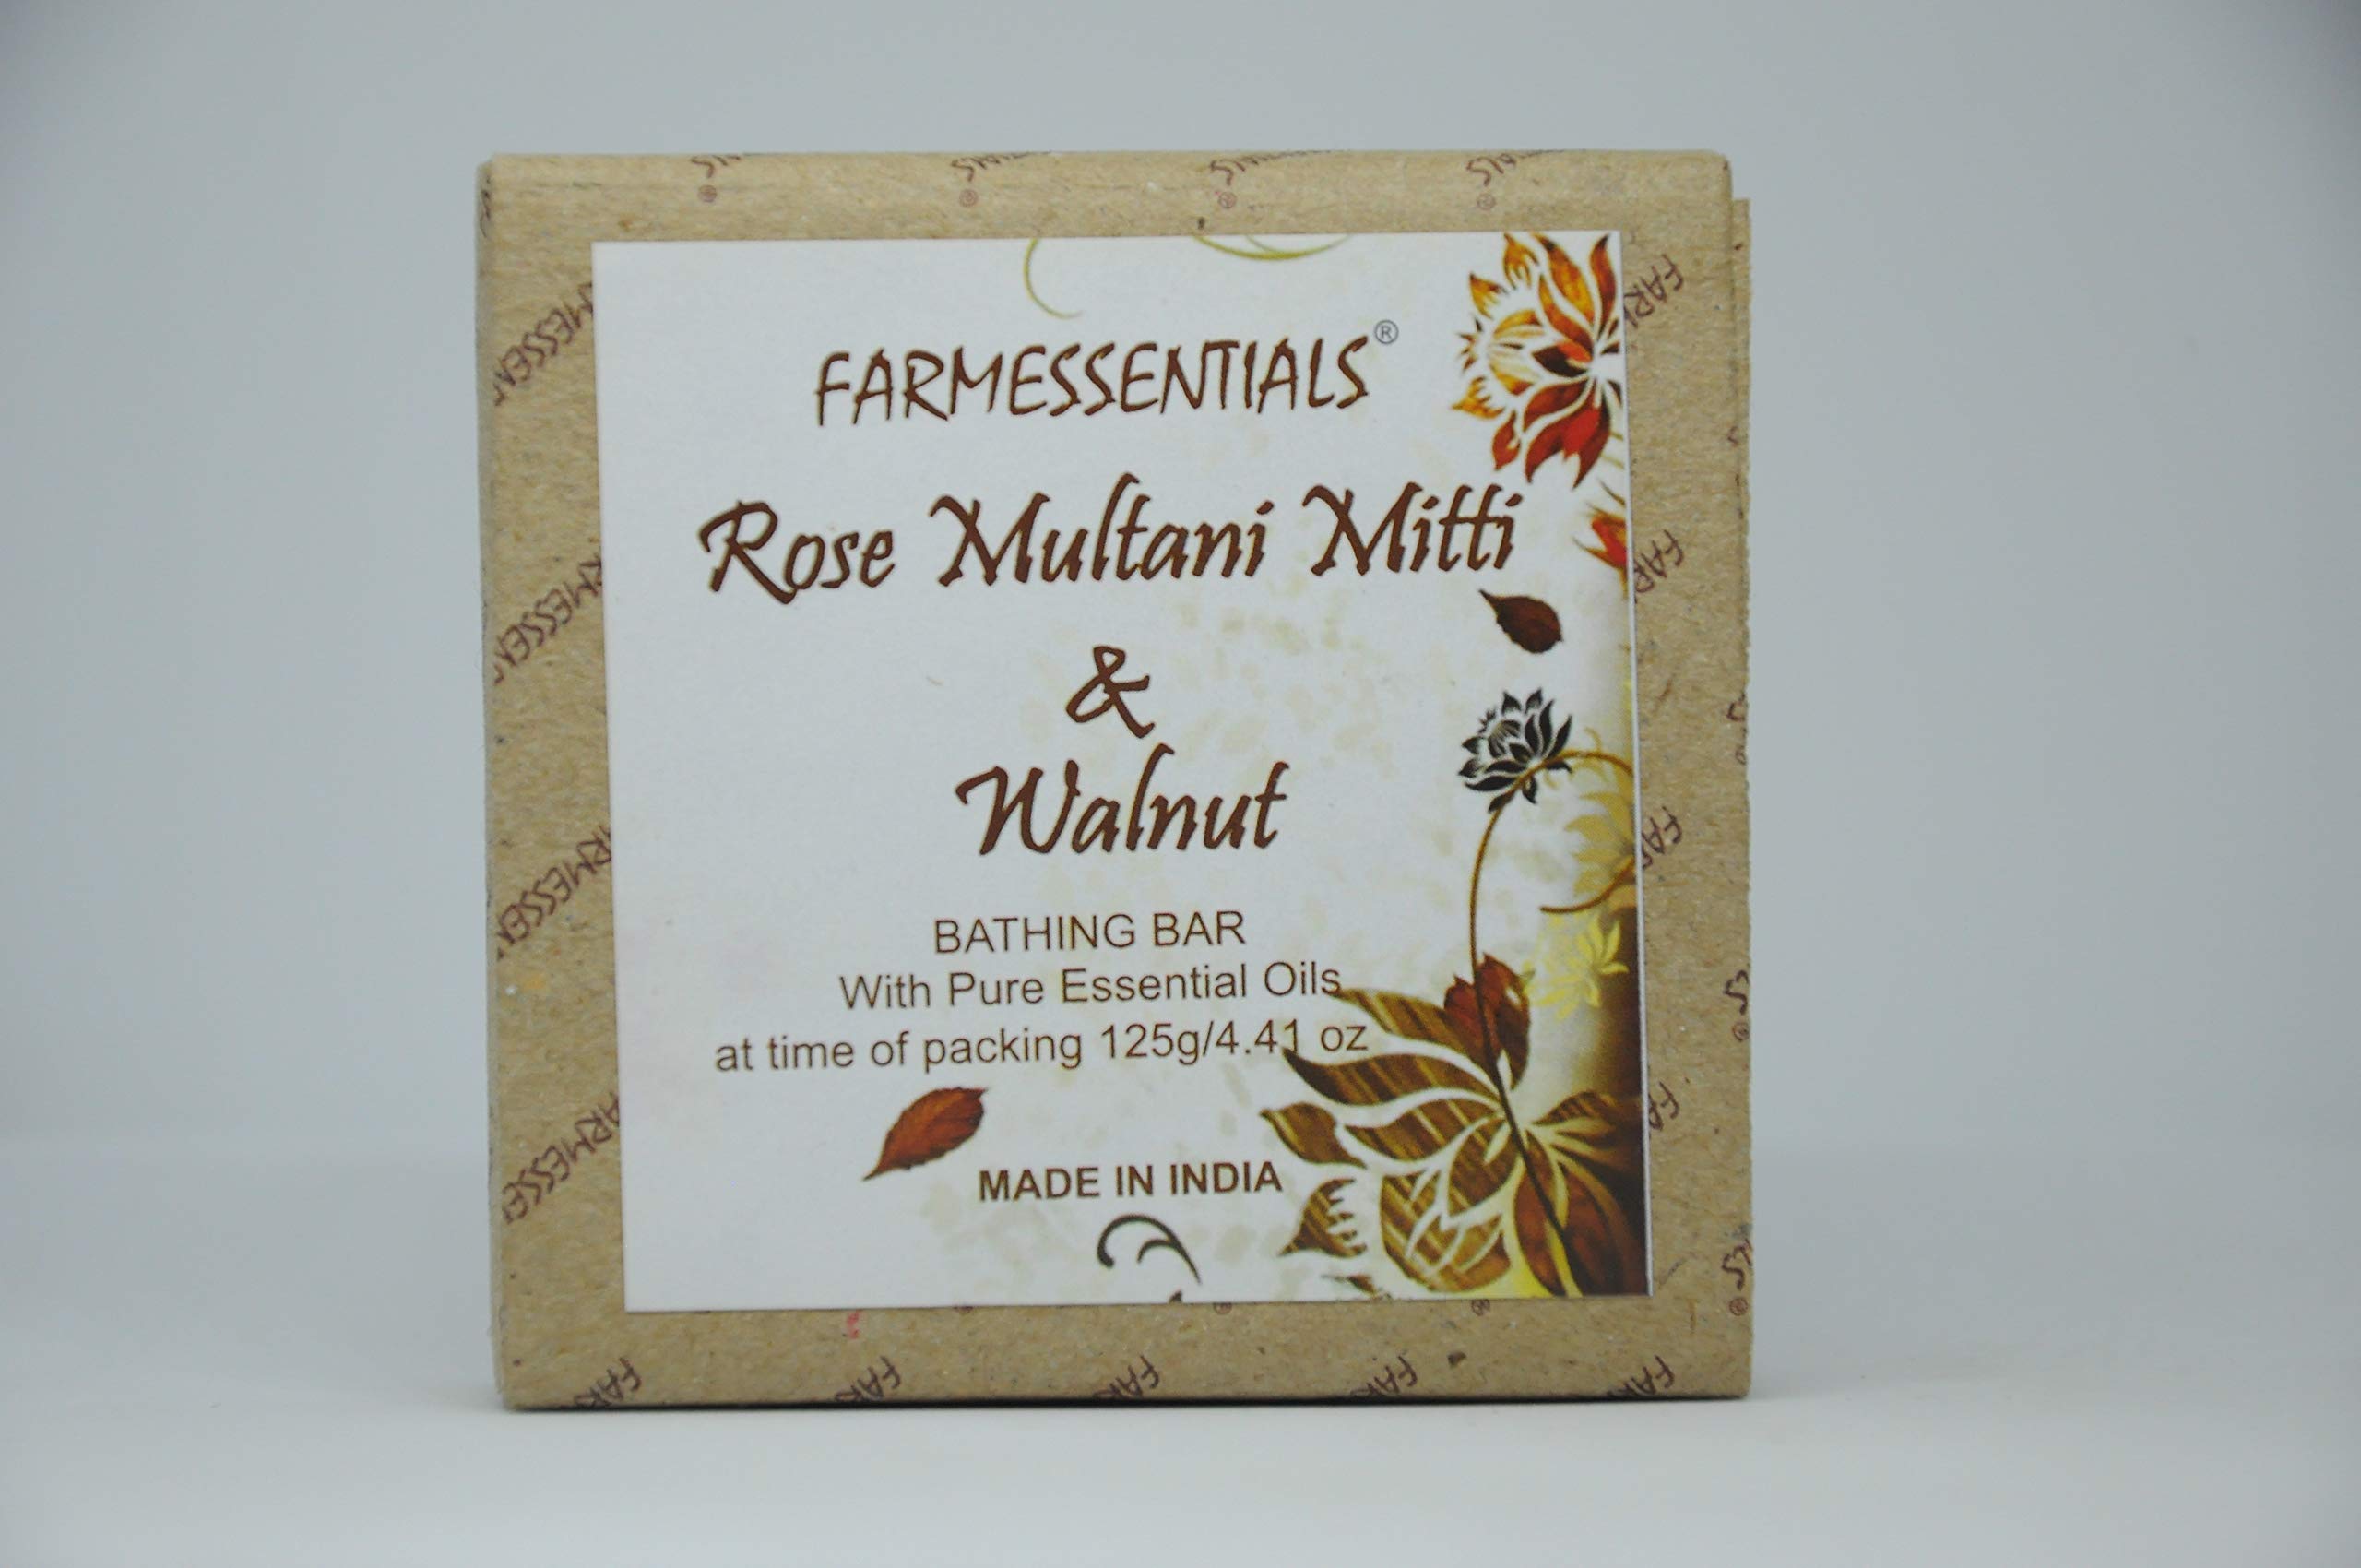 FARMESSENTIALS®
Rose Multani Mitti
&
Walnut
BATHING BAR
With Pure Essential Oils
at time of packing 125g/4.41 oz
MADE IN INDIA